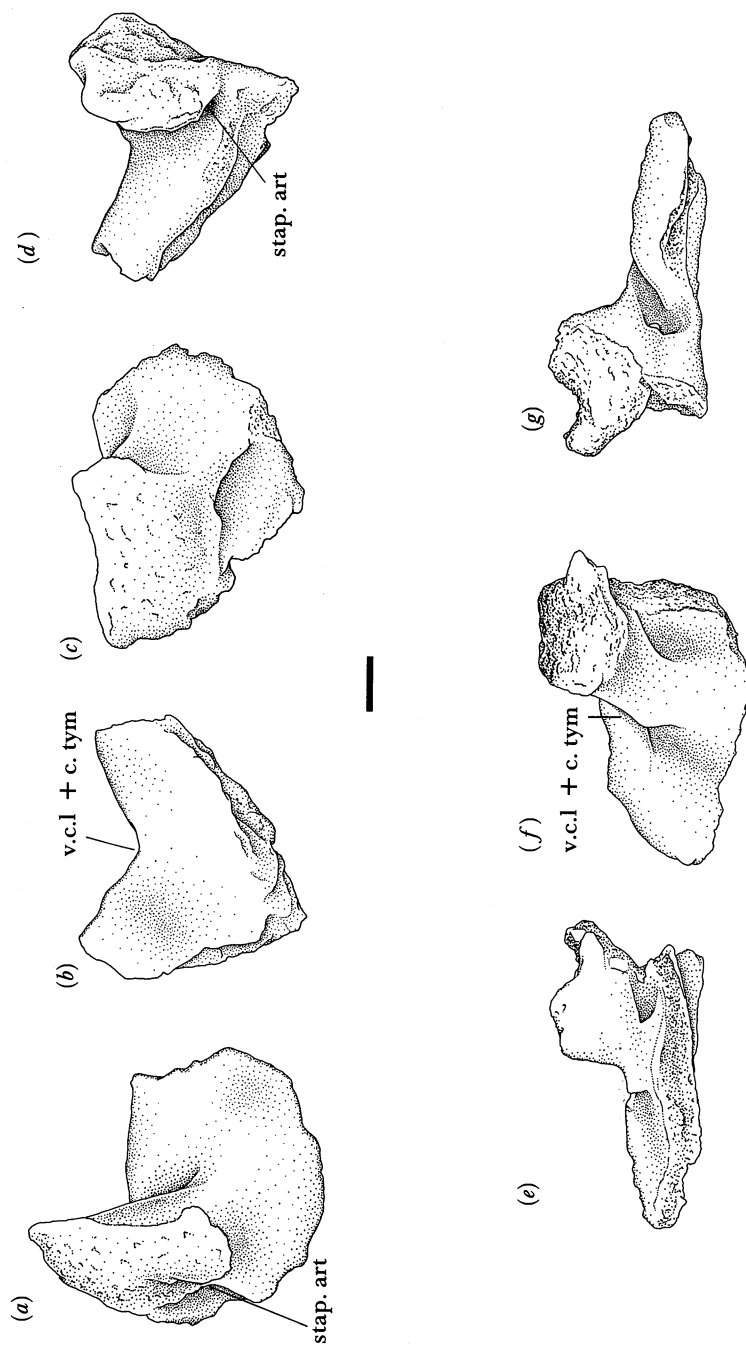 (a)
stap. art
(b)
v.c.l + c. tym
(c)
(d)
stap. art
(e)
(f)
v.c.l + c. tym
(g)